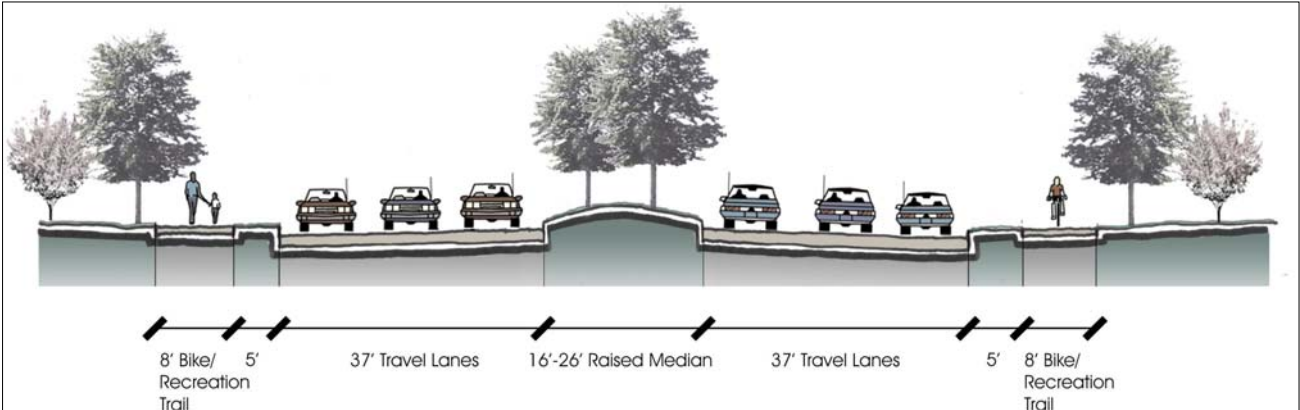 8' Bike/
Recreation
Trail
5'
37' Travel Lanes
16'-26' Raised Median
37' Travel Lanes
5'
8' Bike/
Recreation
Trail